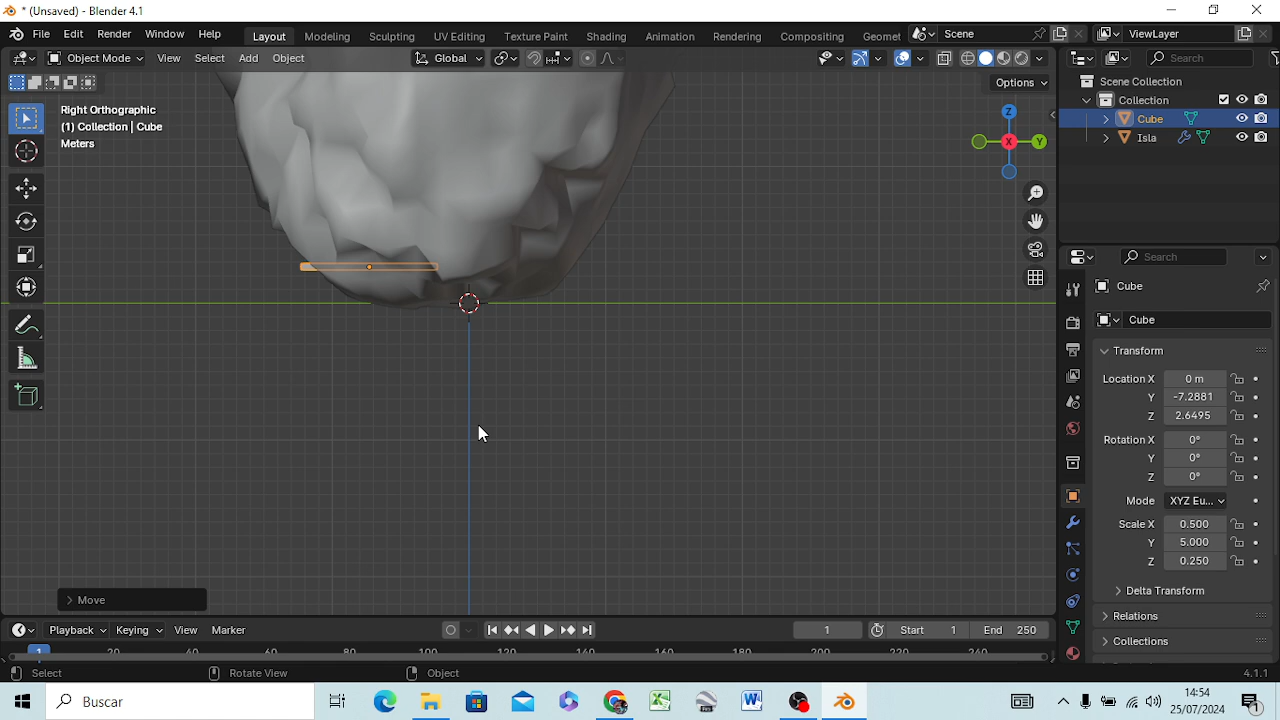 * (Unsaved) - Blender 4.1
File Edit Render Window Help Layout Modeling Sculpting UV Editing Texture Paint Shading Animation Rendering Compositing Geomet Scene ViewLayer
Object Mode View Select Add Object Global Search
Options
Right Orthographic
(1) Collection | Cube
Meters
Z
X
Y
Scene Collection
Collection
Cube
Isla
Search
Cube
Cube
Transform
Location X 0 m
Y -7.2881
Z 2.6495
Rotation X 0°
Y 0°
Z 0°
Mode XYZ Eu...
Scale X 0.500
Y 5.000
Z 0.250
Delta Transform
Relations
Collections
Move
Playback Keying View Marker 1 Start 1 End 250
1 20 40 60 80 100 120 140 160 180 200 220 240
Select Rotate View Object 4.1.1
Buscar
14:54
25/07/2024
1